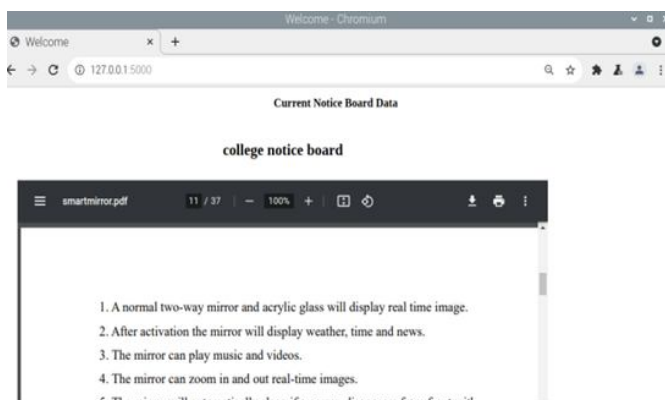 Welcome - Chromium
Welcome
127.0.0.1:5000
Current Notice Board Data
college notice board
smartmirror.pdf 11 / 37 100%
1. A normal two-way mirror and acrylic glass will display real time image.
2. After activation the mirror will display weather, time and news.
3. The mirror can play music and videos.
4. The mirror can zoom in and out real-time images.